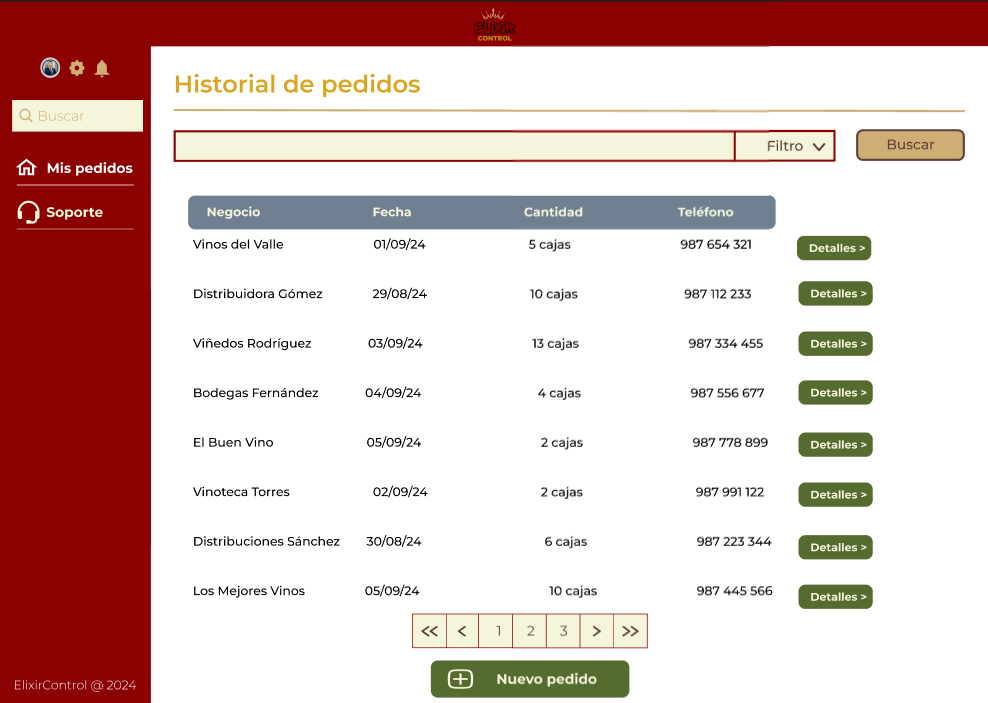 Elixir
CONTROL
Buscar
Mis pedidos
Soporte
ElixirControl @ 2024
Historial de pedidos
Filtro
Buscar
Negocio Fecha Cantidad Teléfono
Vinos del Valle 01/09/24 5 cajas 987 654 321 Detalles >
Distribuidora Gómez 29/08/24 10 cajas 987 112 233 Detalles >
Viñedos Rodríguez 03/09/24 13 cajas 987 334 455 Detalles >
Bodegas Fernández 04/09/24 4 cajas 987 556 677 Detalles >
El Buen Vino 05/09/24 2 cajas 987 778 899 Detalles >
Vinoteca Torres 02/09/24 2 cajas 987 991 122 Detalles >
Distribuciones Sánchez 30/08/24 6 cajas 987 223 344 Detalles >
Los Mejores Vinos 05/09/24 10 cajas 987 445 566 Detalles >
<< < 1 2 3 > >>
Nuevo pedido